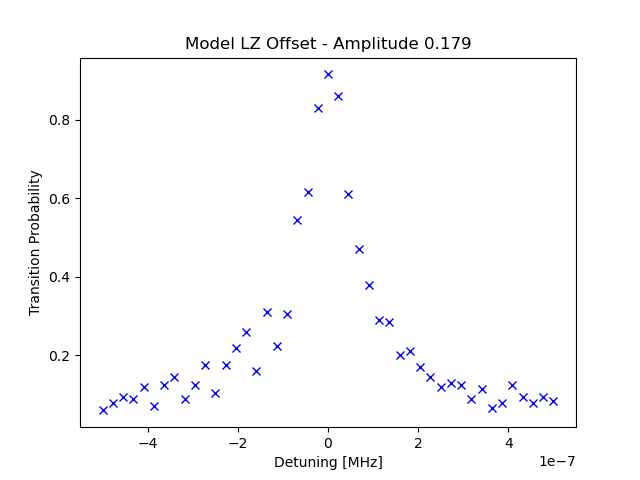 Model LZ Offset - Amplitude 0.179
Transition Probability
0.8
0.6
0.4
0.2
−4
−2
0
2
4
1e−7
Detuning [MHz]